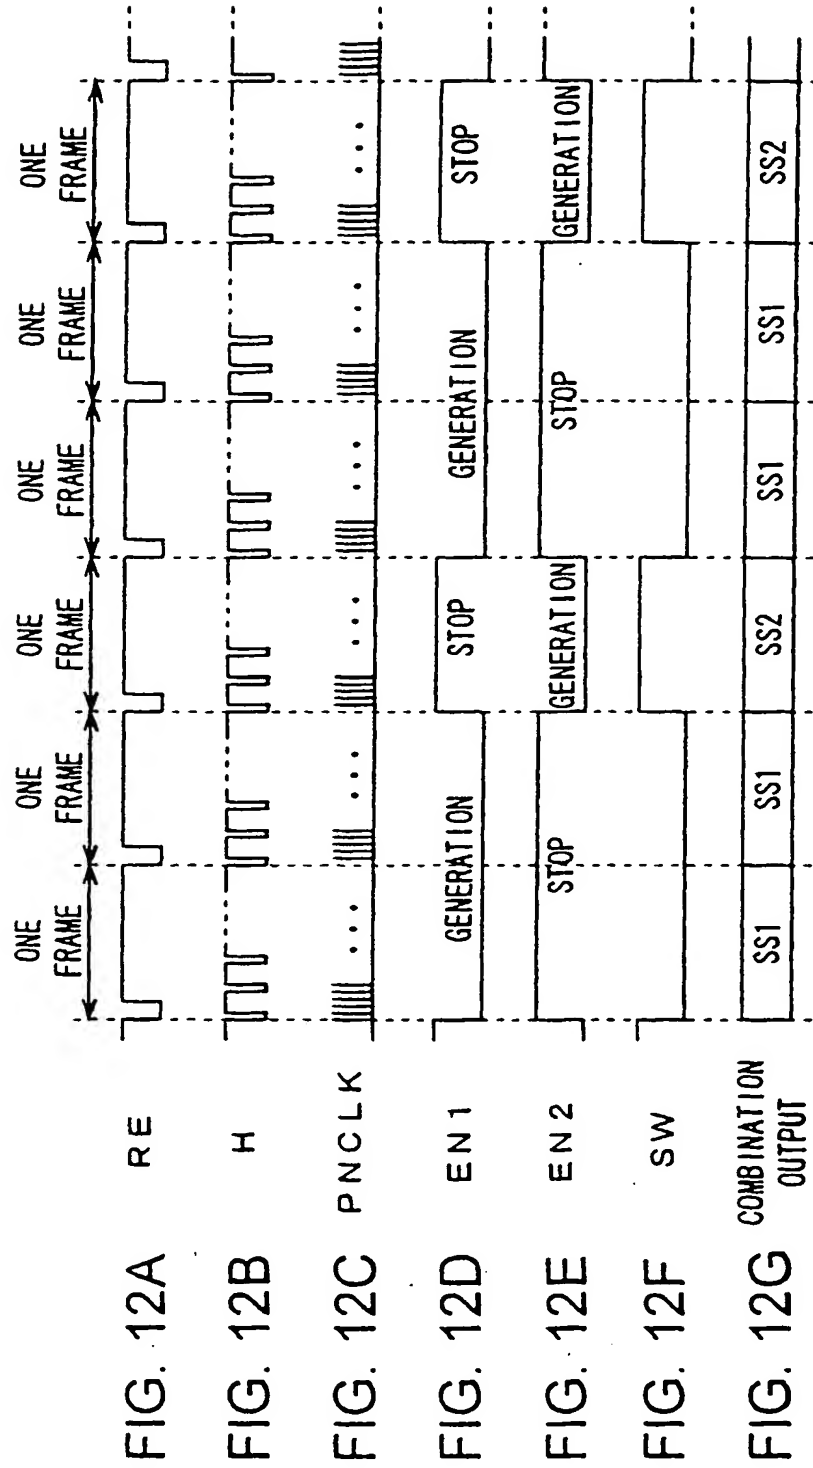 ONE
FRAME
ONE
FRAME
ONE
FRAME
ONE
FRAME
ONE
FRAME
ONE
FRAME
FIG. 12A RE
FIG. 12B H
FIG. 12C PNCLK
FIG. 12D EN1 GENERATION STOP GENERATION STOP
FIG. 12E EN2 STOP GENERATION STOP GENERATION
FIG. 12F SW
FIG. 12G COMBINATION
OUTPUT
SS1 SS1 SS2 SS1 SS1 SS2